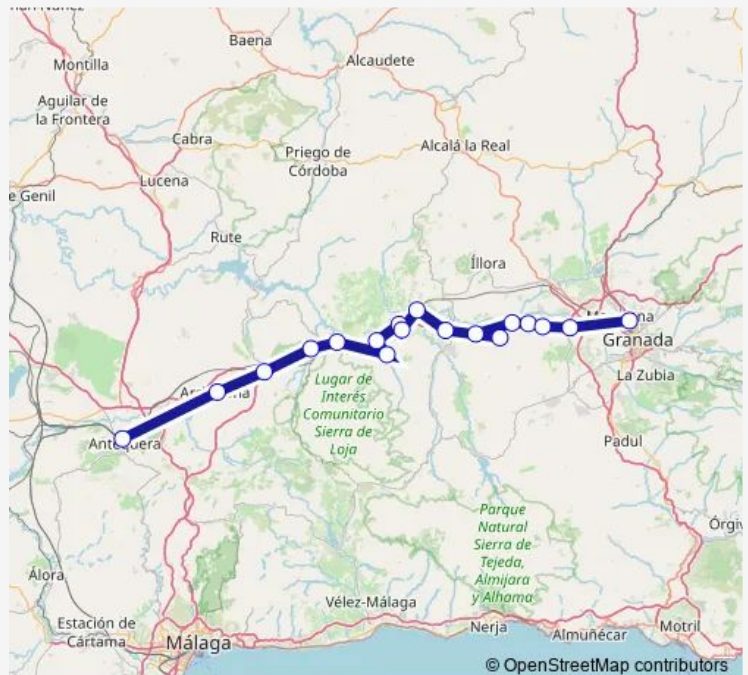 Baena
Montilla
Alcaudete
Aguilar de
la Frontera
Cabra
Priego de
Córdoba
Alcalá la Real
Lucena
e Genil
Rute
Íllora
Granada
La Zubia
Lugar de
Interés
Comunitario
Sierra de
Loja
Antequera
Padul
Parque
Natural
Sierra de
Tejeda,
Almijara
y Alhama
Órgiv
Álora
Vélez-Málaga
Estación de
Cártama
Málaga
Nerja
Almuñécar
Motril
© OpenStreetMap contributors